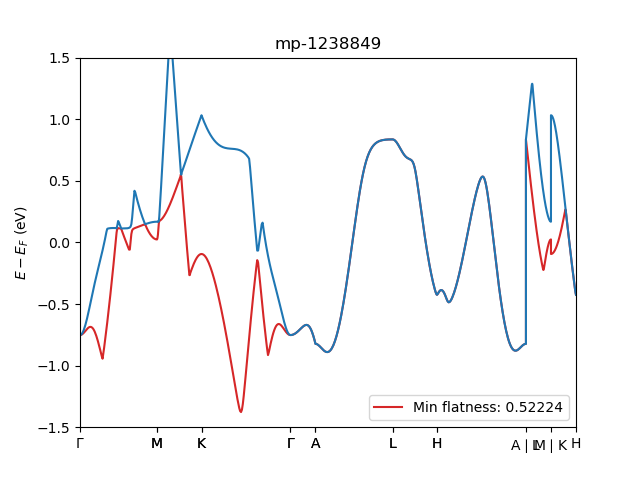 mp-1238849
E − E_F (eV)
1.5
1.0
0.5
0.0
−0.5
−1.0
−1.5
Min flatness: 0.52224
Γ M K Γ A L H A | L M | K H